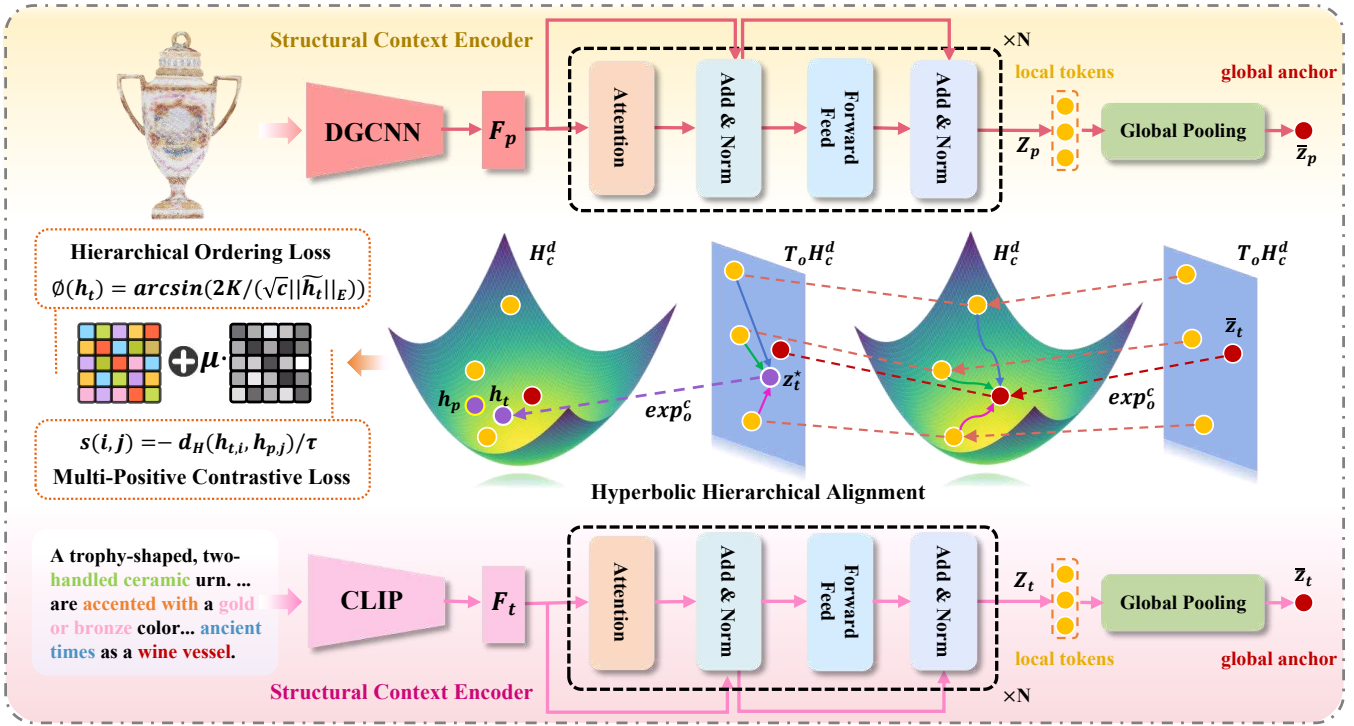 Structural Context Encoder
×N
local tokens
global anchor
DGCNN
F_p
Attention
Add & Norm
Forward
Feed
Add & Norm
Z_p
Global Pooling
z̄_p
Hierarchical Ordering Loss
∅(h_t) = arcsin(2K/(√c||h̃_t||_E))
μ·
s(i,j) =− d_H(h_{t,i}, h_{p,j})/τ
Multi-Positive Contrastive Loss
H_c^d
T_oH_c^d
H_c^d
T_oH_c^d
z̄_t
z_t^⋆
h_p
h_t
exp_o^c
exp_o^c
Hyperbolic Hierarchical Alignment
A trophy-shaped, two-
handled ceramic urn. ...
are accented with a gold
or bronze color... ancient
times as a wine vessel.
CLIP
F_t
Attention
Add & Norm
Forward
Feed
Add & Norm
Z_t
Global Pooling
z̄_t
local tokens
global anchor
Structural Context Encoder
×N